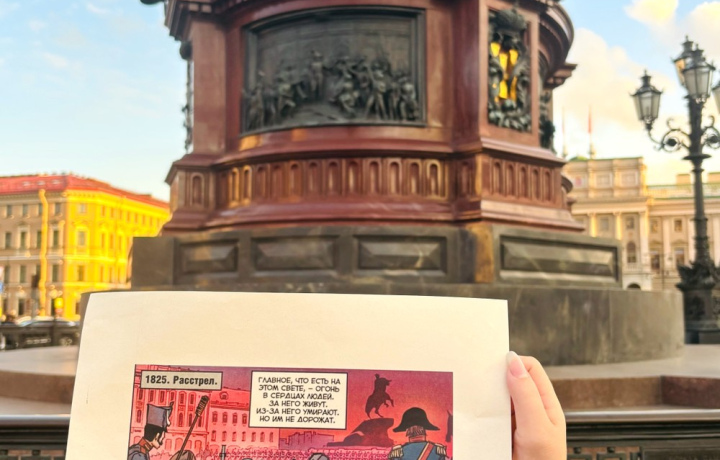 1825. Расстрел.
ГЛАВНОЕ, ЧТО ЕСТЬ НА
ЭТОМ СВЕТЕ, – ОГОНЬ
В СЕРДЦАХ ЛЮДЕЙ.
ЗА НЕГО ЖИВУТ.
ИЗ-ЗА НЕГО УМИРАЮТ.
НО ИМ НЕ ДОРОЖАТ.